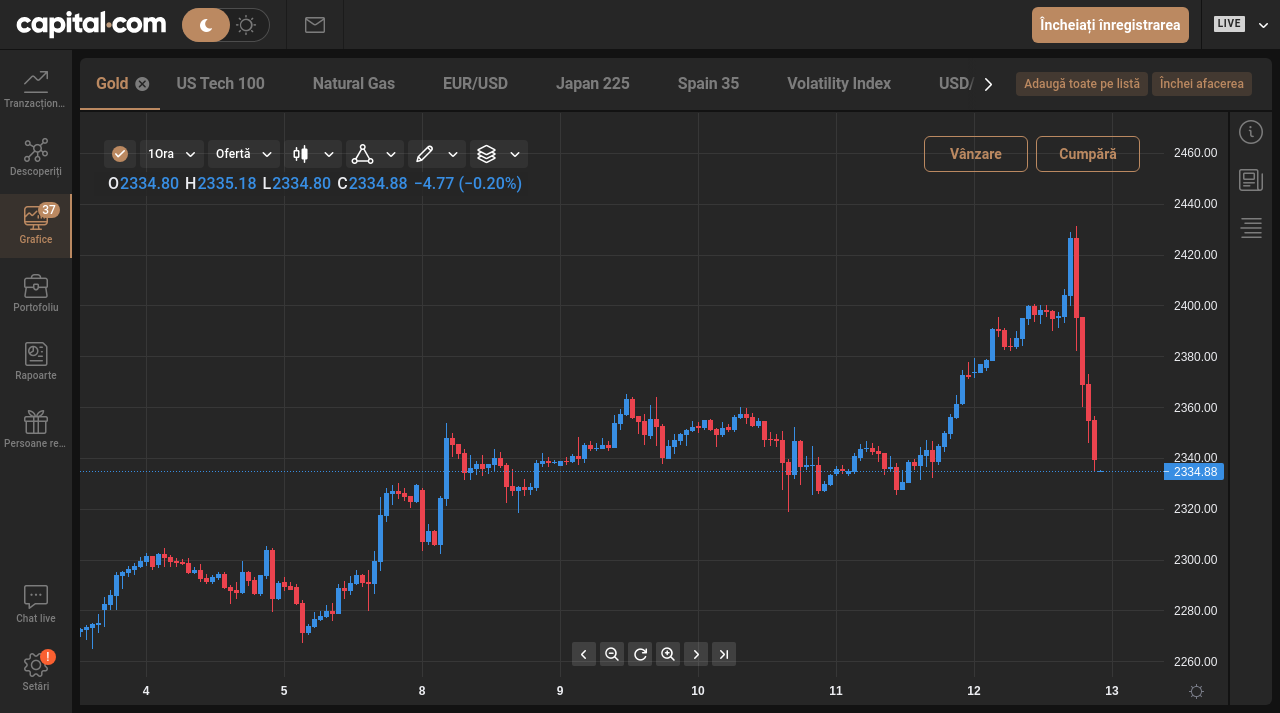 capital.com
Încheiați înregistrarea
LIVE
Gold
US Tech 100
Natural Gas
EUR/USD
Japan 225
Spain 35
Volatility Index
USD/
Adaugă toate pe listă
Închei afacerea
Tranzacțion...
Descoperiți
37
Grafice
Portofoliu
Rapoarte
Persoane re...
Chat live
!
Setări
1Ora
Ofertă
Vânzare
Cumpără
O2334.80 H2335.18 L2334.80 C2334.88 −4.77 (−0.20%)
2460.00
2440.00
2420.00
2400.00
2380.00
2360.00
2340.00
2334.88
2320.00
2300.00
2280.00
2260.00
4 5 8 9 10 11 12 13